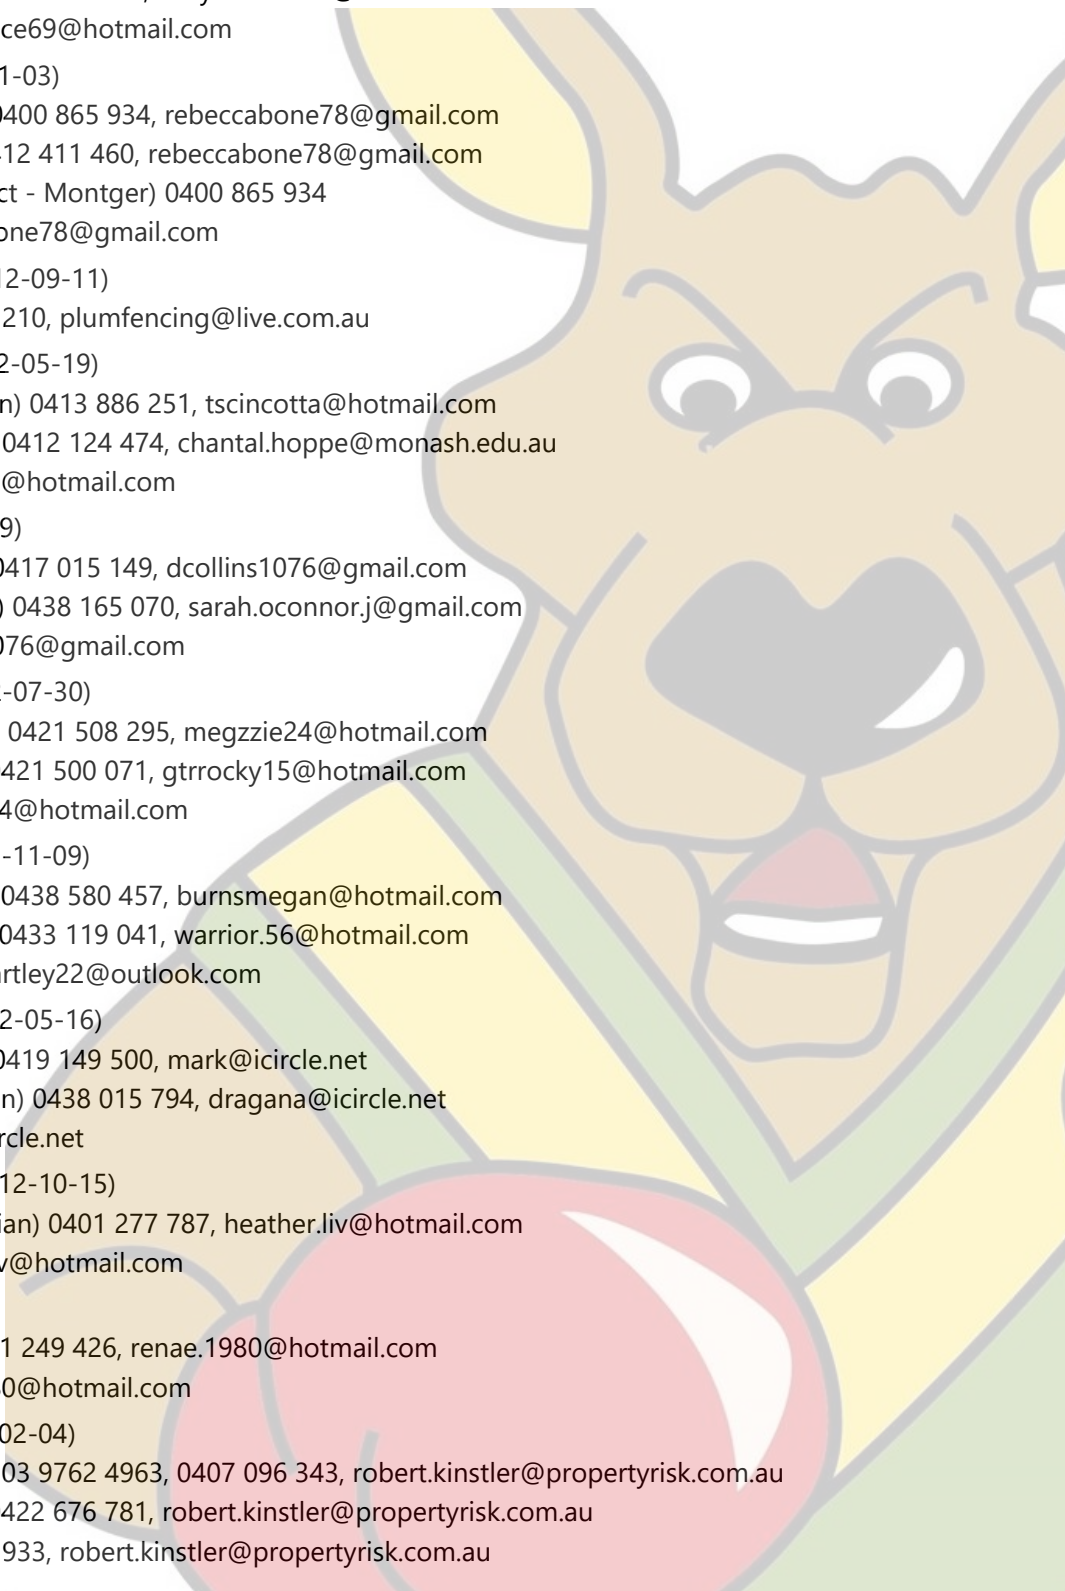 ce69@hotmail.com
1-03)
0400 865 934, rebeccabone78@gmail.com
412 411 460, rebeccabone78@gmail.com
ct - Montger) 0400 865 934
one78@gmail.com
12-09-11)
210, plumfencing@live.com.au
2-05-19)
n) 0413 886 251, tscincotta@hotmail.com
0412 124 474, chantal.hoppe@monash.edu.au
@hotmail.com
9)
0417 015 149, dcollins1076@gmail.com
) 0438 165 070, sarah.oconnor.j@gmail.com
076@gmail.com
-07-30)
0421 508 295, megzzie24@hotmail.com
421 500 071, gtrrocky15@hotmail.com
4@hotmail.com
-11-09)
0438 580 457, burnsmegan@hotmail.com
0433 119 041, warrior.56@hotmail.com
rtley22@outlook.com
2-05-16)
0419 149 500, mark@icircle.net
n) 0438 015 794, dragana@icircle.net
rcle.net
12-10-15)
ian) 0401 277 787, heather.liv@hotmail.com
v@hotmail.com
1 249 426, renae.1980@hotmail.com
0@hotmail.com
02-04)
03 9762 4963, 0407 096 343, robert.kinstler@propertyrisk.com.au
422 676 781, robert.kinstler@propertyrisk.com.au
933, robert.kinstler@propertyrisk.com.au